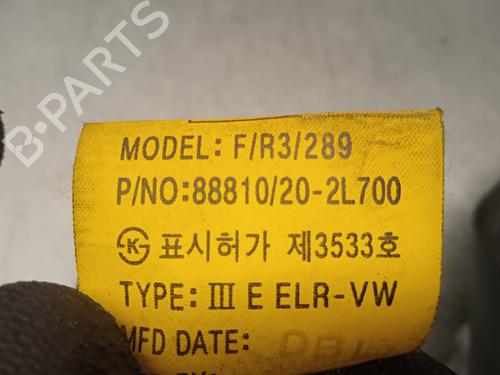 B-PARTS
MODEL: F/R3/289
P/NO:88810/20-2L700
K 표시허가 제3533호
TYPE: III E ELR-VW
MFD DATE: